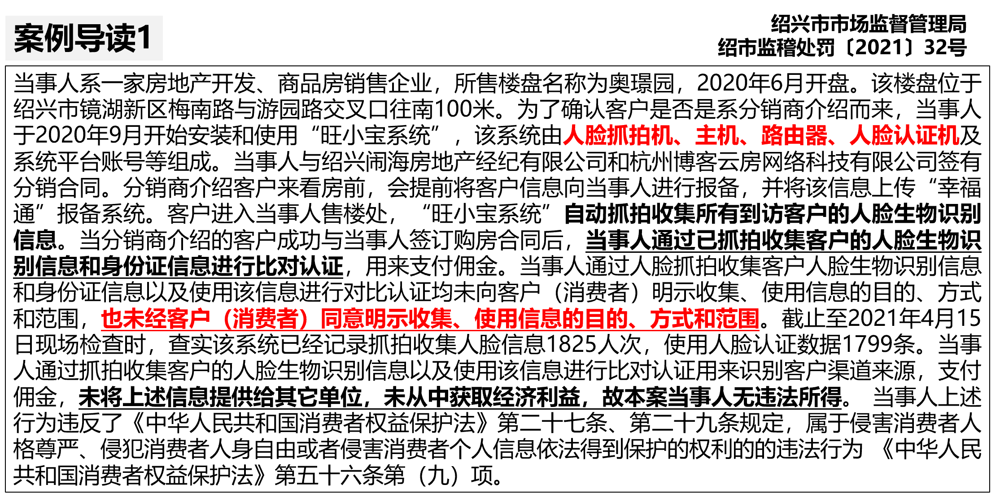 案例导读1
绍兴市市场监督管理局
绍市监稽处罚〔2021〕32号
当事人系一家房地产开发、商品房销售企业，所售楼盘名称为奥璟园，2020年6月开盘。该楼盘位于
绍兴市镜湖新区梅南路与游园路交叉口往南100米。为了确认客户是否是系分销商介绍而来，当事人
于2020年9月开始安装和使用“旺小宝系统”，该系统由人脸抓拍机、主机、路由器、人脸认证机及
系统平台账号等组成。当事人与绍兴闹海房地产经纪有限公司和杭州博客云房网络科技有限公司签有
分销合同。分销商介绍客户来看房前，会提前将客户信息向当事人进行报备，并将该信息上传“幸福
通”报备系统。客户进入当事人售楼处，“旺小宝系统”自动抓拍收集所有到访客户的人脸生物识别
信息。当分销商介绍的客户成功与当事人签订购房合同后，当事人通过已抓拍收集客户的人脸生物识
别信息和身份证信息进行比对认证，用来支付佣金。当事人通过人脸抓拍收集客户人脸生物识别信息
和身份证信息以及使用该信息进行对比认证均未向客户（消费者）明示收集、使用信息的目的、方式
和范围，也未经客户（消费者）同意明示收集、使用信息的目的、方式和范围。截止至2021年4月15
日现场检查时，查实该系统已经记录抓拍收集人脸信息1825人次，使用人脸认证数据1799条。当事
人通过抓拍收集客户的人脸生物识别信息以及使用该信息进行比对认证用来识别客户渠道来源，支付
佣金，未将上述信息提供给其它单位，未从中获取经济利益，故本案当事人无违法所得。 当事人上述
行为违反了《中华人民共和国消费者权益保护法》第二十七条、第二十九条规定，属于侵害消费者人
格尊严、侵犯消费者人身自由或者侵害消费者个人信息依法得到保护的权利的的违法行为 《中华人民
共和国消费者权益保护法》第五十六条第（九）项。